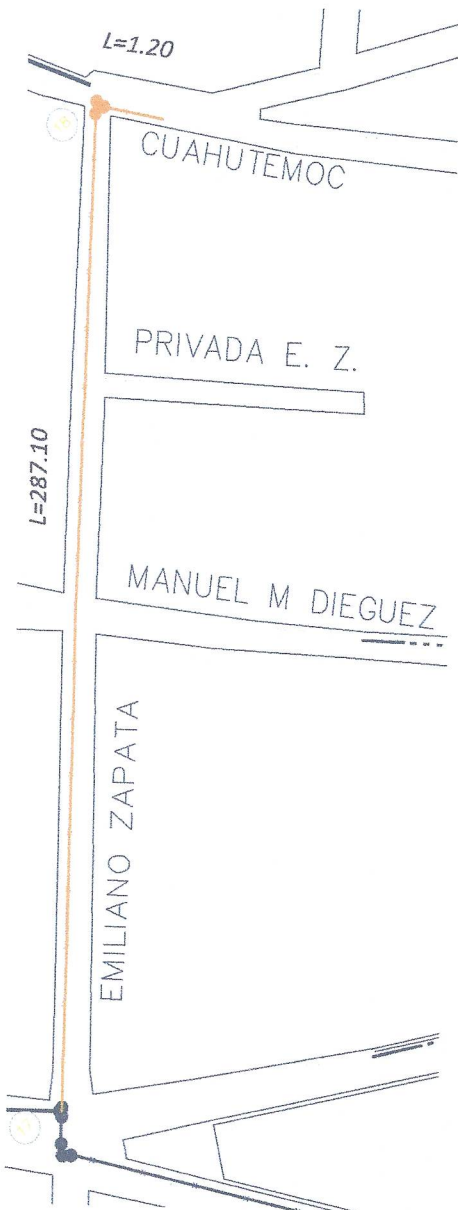 L=1.20
CUAHUTEMOC
PRIVADA E. Z.
L=287.10
MANUEL M DIEGUEZ
EMILIANO ZAPATA